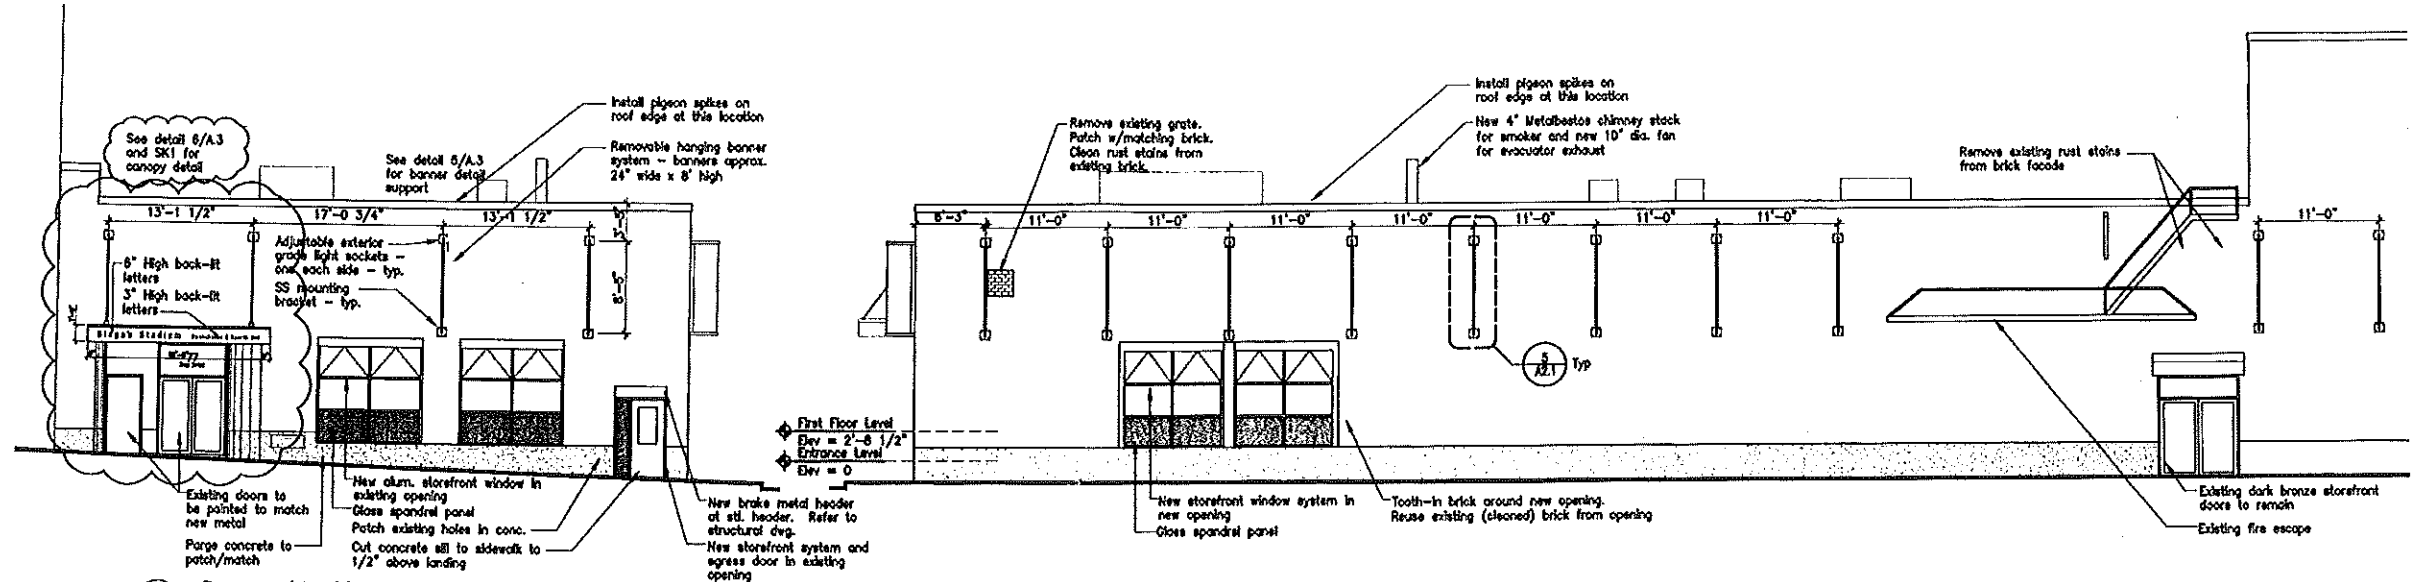 See detail 6/A.3
and SK1 for
canopy detail
See detail 6/A.3
for banner detail
support
Install pigeon spikes on
roof edge at this location
Removable hanging banner
system - banners approx.
24" wide x 8' high
13'-1 1/2"
17'-0 3/4"
13'-1 1/2"
Adjustable exterior
grade light sockets -
one each side - typ.
6" High back-lit
letters
3" High back-lit
letters
SS mounting
bracket - typ.
8'-0"
Stadium
Existing doors to
be painted to match
new metal
Parge concrete to
patch/match
New alum. storefront window in
existing opening
Glass spandrel panel
Patch existing holes in conc.
Cut concrete sill to sidewalk to
1/2" above landing
New brake metal header
at stl. header. Refer to
structural dwg.
New storefront system and
egress door in existing
opening
First Floor Level
Elev = 2'-8 1/2"
Entrance Level
Elev = 0
Remove existing grate.
Patch w/matching brick.
Clean rust stains from
existing brick.
Install pigeon spikes on
roof edge at this location
New 4" Metalbestos chimney stack
for smoker and new 10" dia. fan
for evacuator exhaust
Remove existing rust stains
from brick facade
6'-3"
11'-0"
11'-0"
11'-0"
11'-0"
11'-0"
11'-0"
11'-0"
11'-0"
5
A2.1
Typ
New storefront window system in
new opening
Glass spandrel panel
Tooth-in brick around new opening.
Reuse existing (cleaned) brick from opening
Existing dark bronze storefront
doors to remain
Existing fire escape